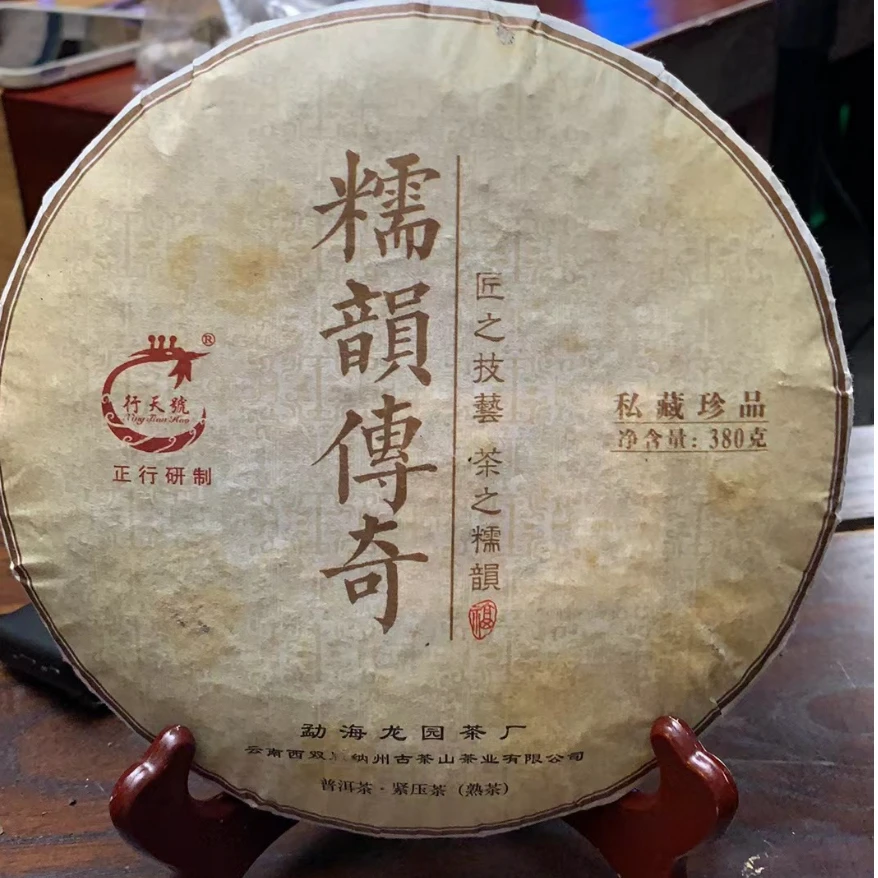 糯韻傳奇
匠之技藝 茶之糯韻
福
®
行天號
正行研制
私藏珍品
净含量：380克
勐海龙园茶厂
云南西双 纳州古茶山茶业有限公司
普洱茶·紧压茶（熟茶）